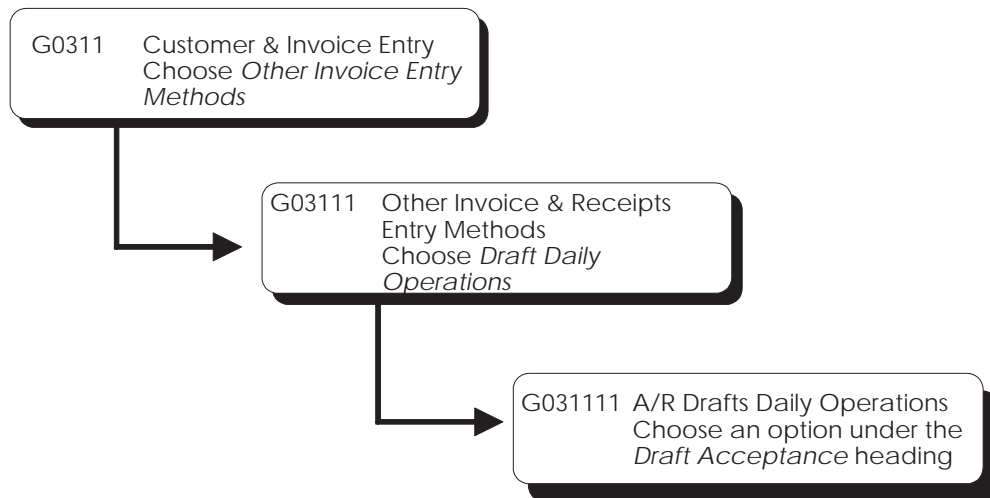 G0311 Customer & Invoice Entry
Choose Other Invoice Entry
Methods
G03111 Other Invoice & Receipts
Entry Methods
Choose Draft Daily
Operations
G031111 A/R Drafts Daily Operations
Choose an option under the
Draft Acceptance heading